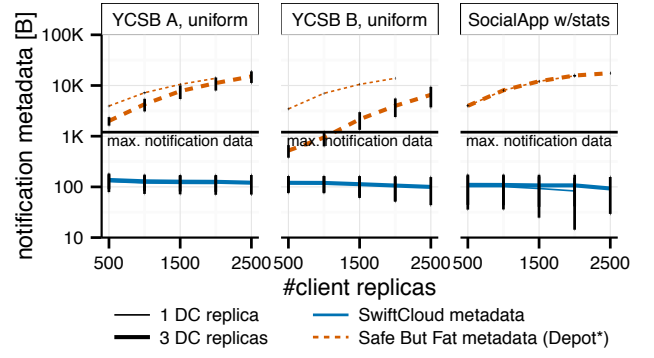 YCSB A, uniform
YCSB B, uniform
SocialApp w/stats
notification metadata [B]
100K
10K
1K
100
10
max. notification data
max. notification data
max. notification data
500 1500 2500
500 1500 2500
500 1500 2500
#client replicas
1 DC replica
SwiftCloud metadata
3 DC replicas
Safe But Fat metadata (Depot*)